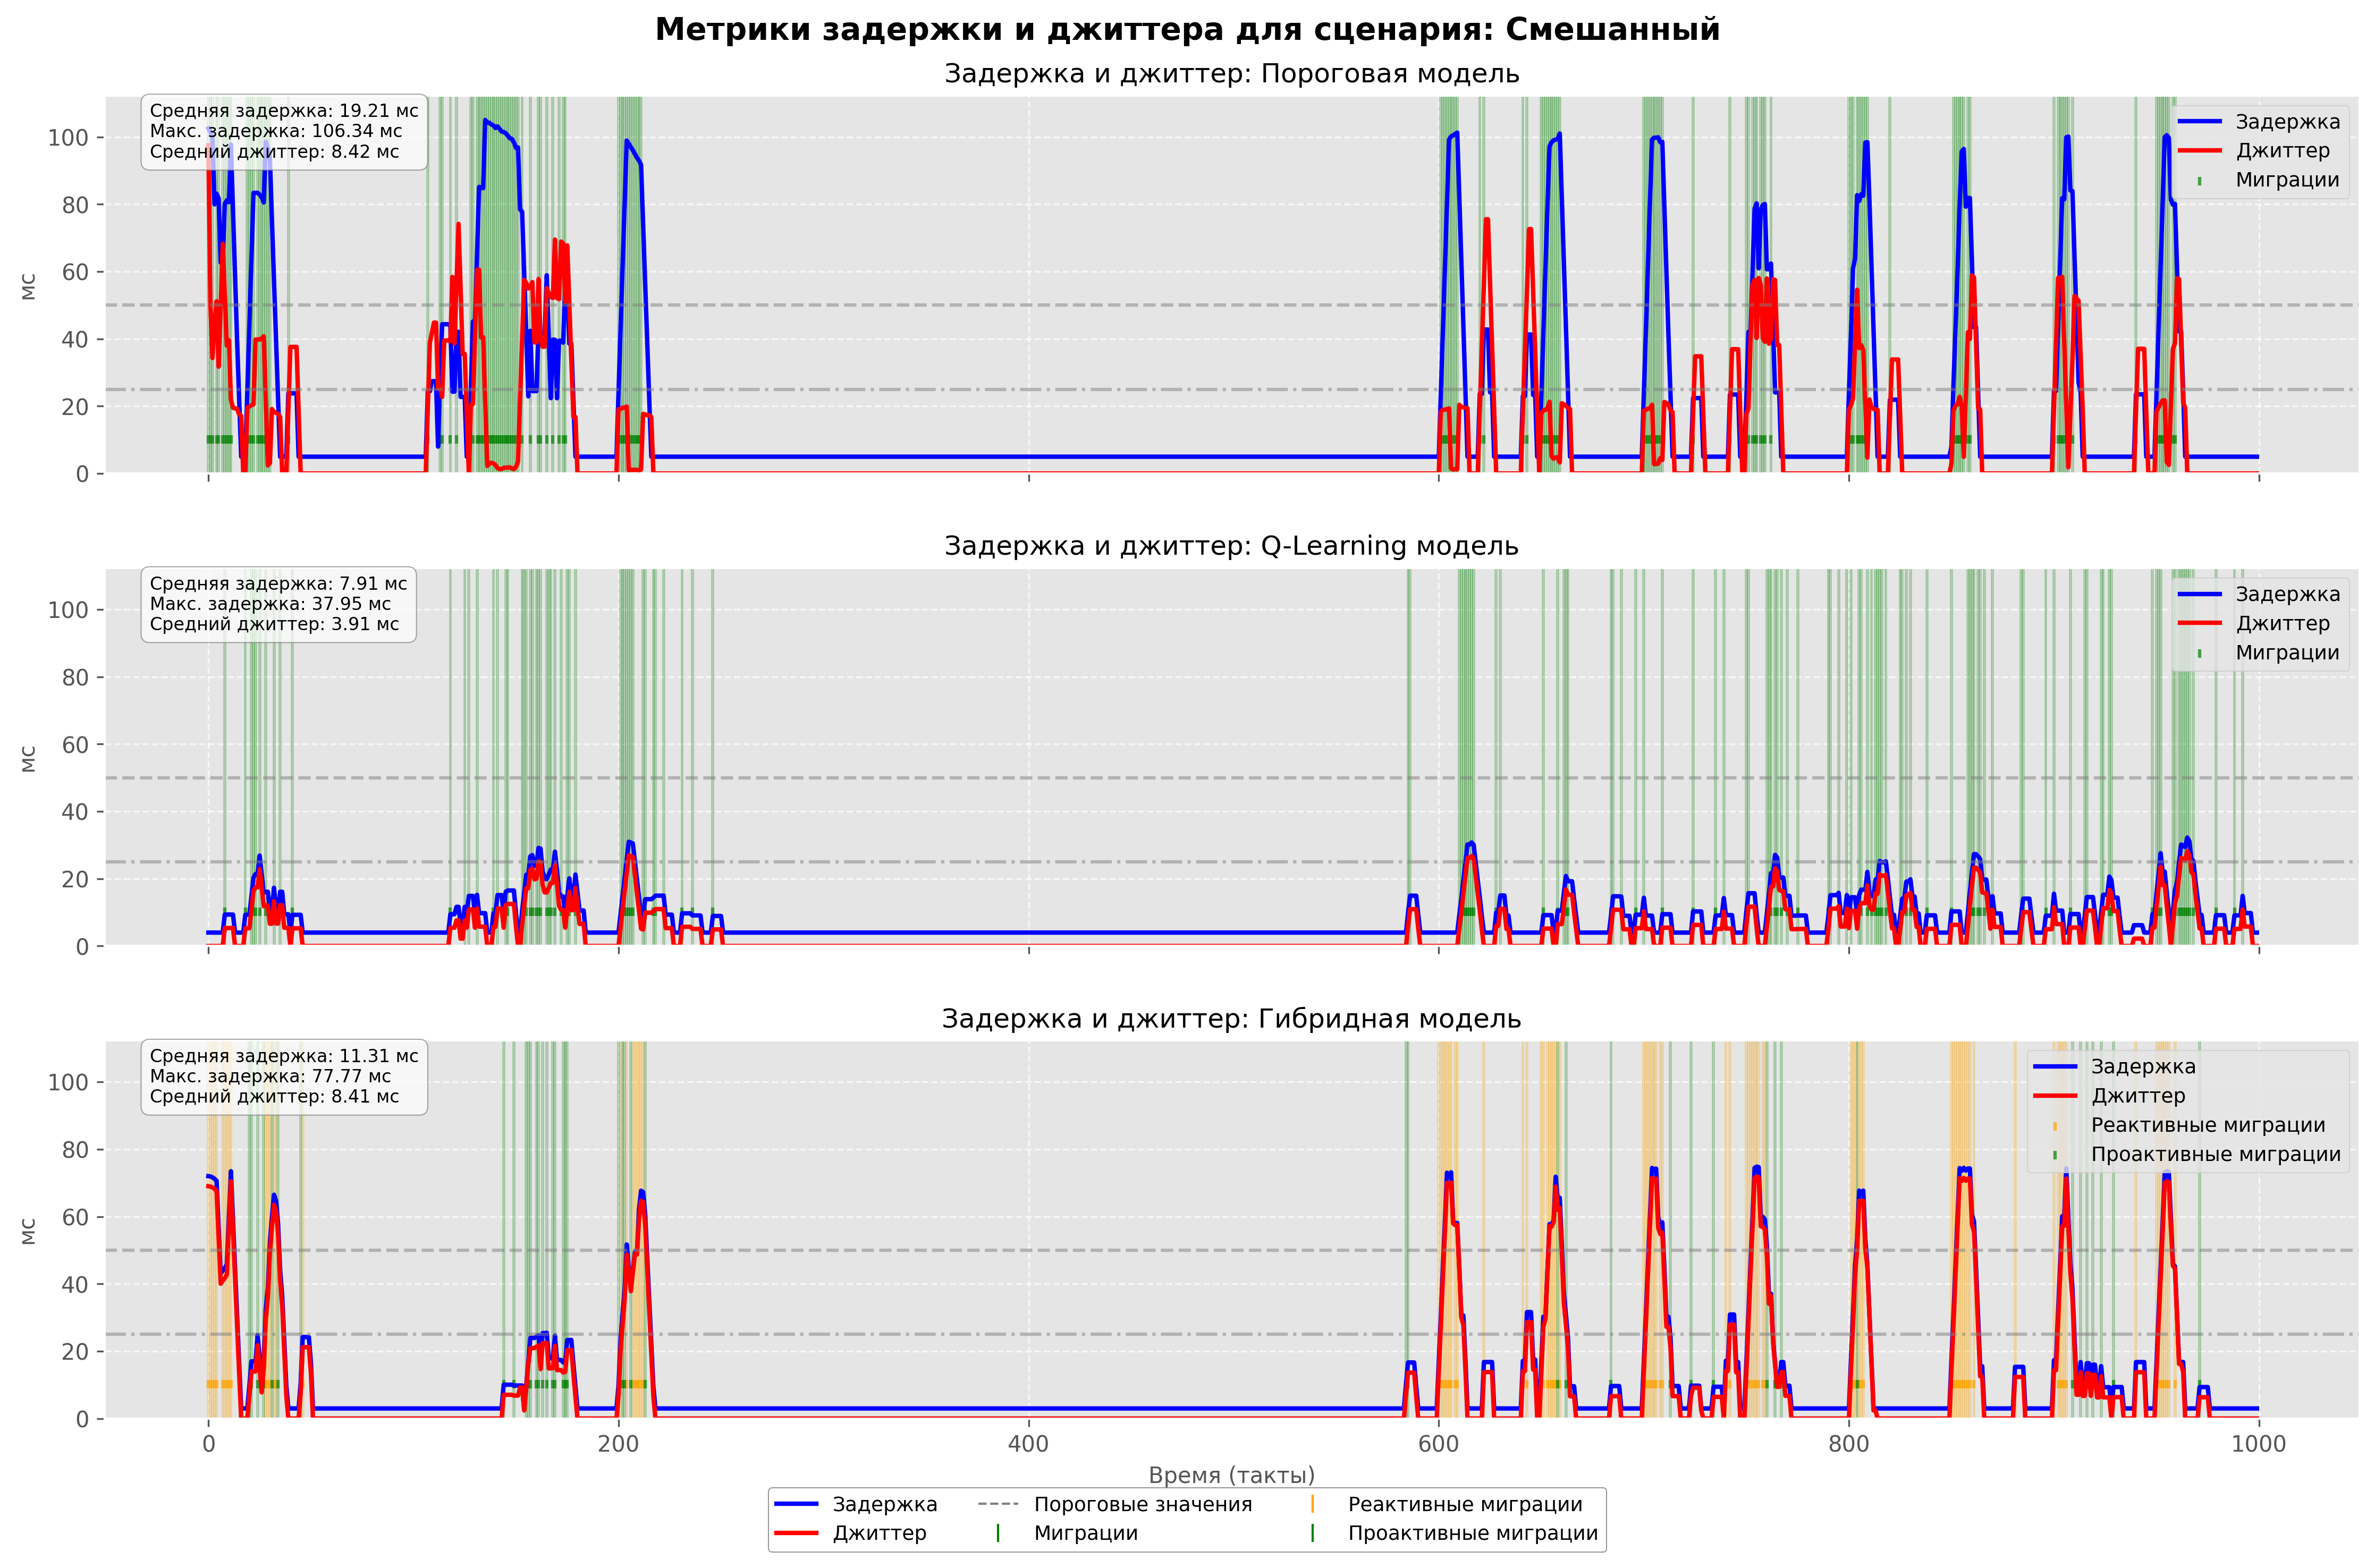 Метрики задержки и джиттера для сценария: Смешанный
Задержка и джиттер: Пороговая модель
Средняя задержка: 19.21 мс
Макс. задержка: 106.34 мс
Средний джиттер: 8.42 мс
Задержка
Джиттер
Миграции
мс
100
80
60
40
20
0
Задержка и джиттер: Q-Learning модель
Средняя задержка: 7.91 мс
Макс. задержка: 37.95 мс
Средний джиттер: 3.91 мс
Задержка
Джиттер
Миграции
мс
100
80
60
40
20
0
Задержка и джиттер: Гибридная модель
Средняя задержка: 11.31 мс
Макс. задержка: 77.77 мс
Средний джиттер: 8.41 мс
Задержка
Джиттер
Реактивные миграции
Проактивные миграции
мс
100
80
60
40
20
0
0 200 400 600 800 1000
Время (такты)
Задержка Пороговые значения Реактивные миграции
Джиттер Миграции Проактивные миграции